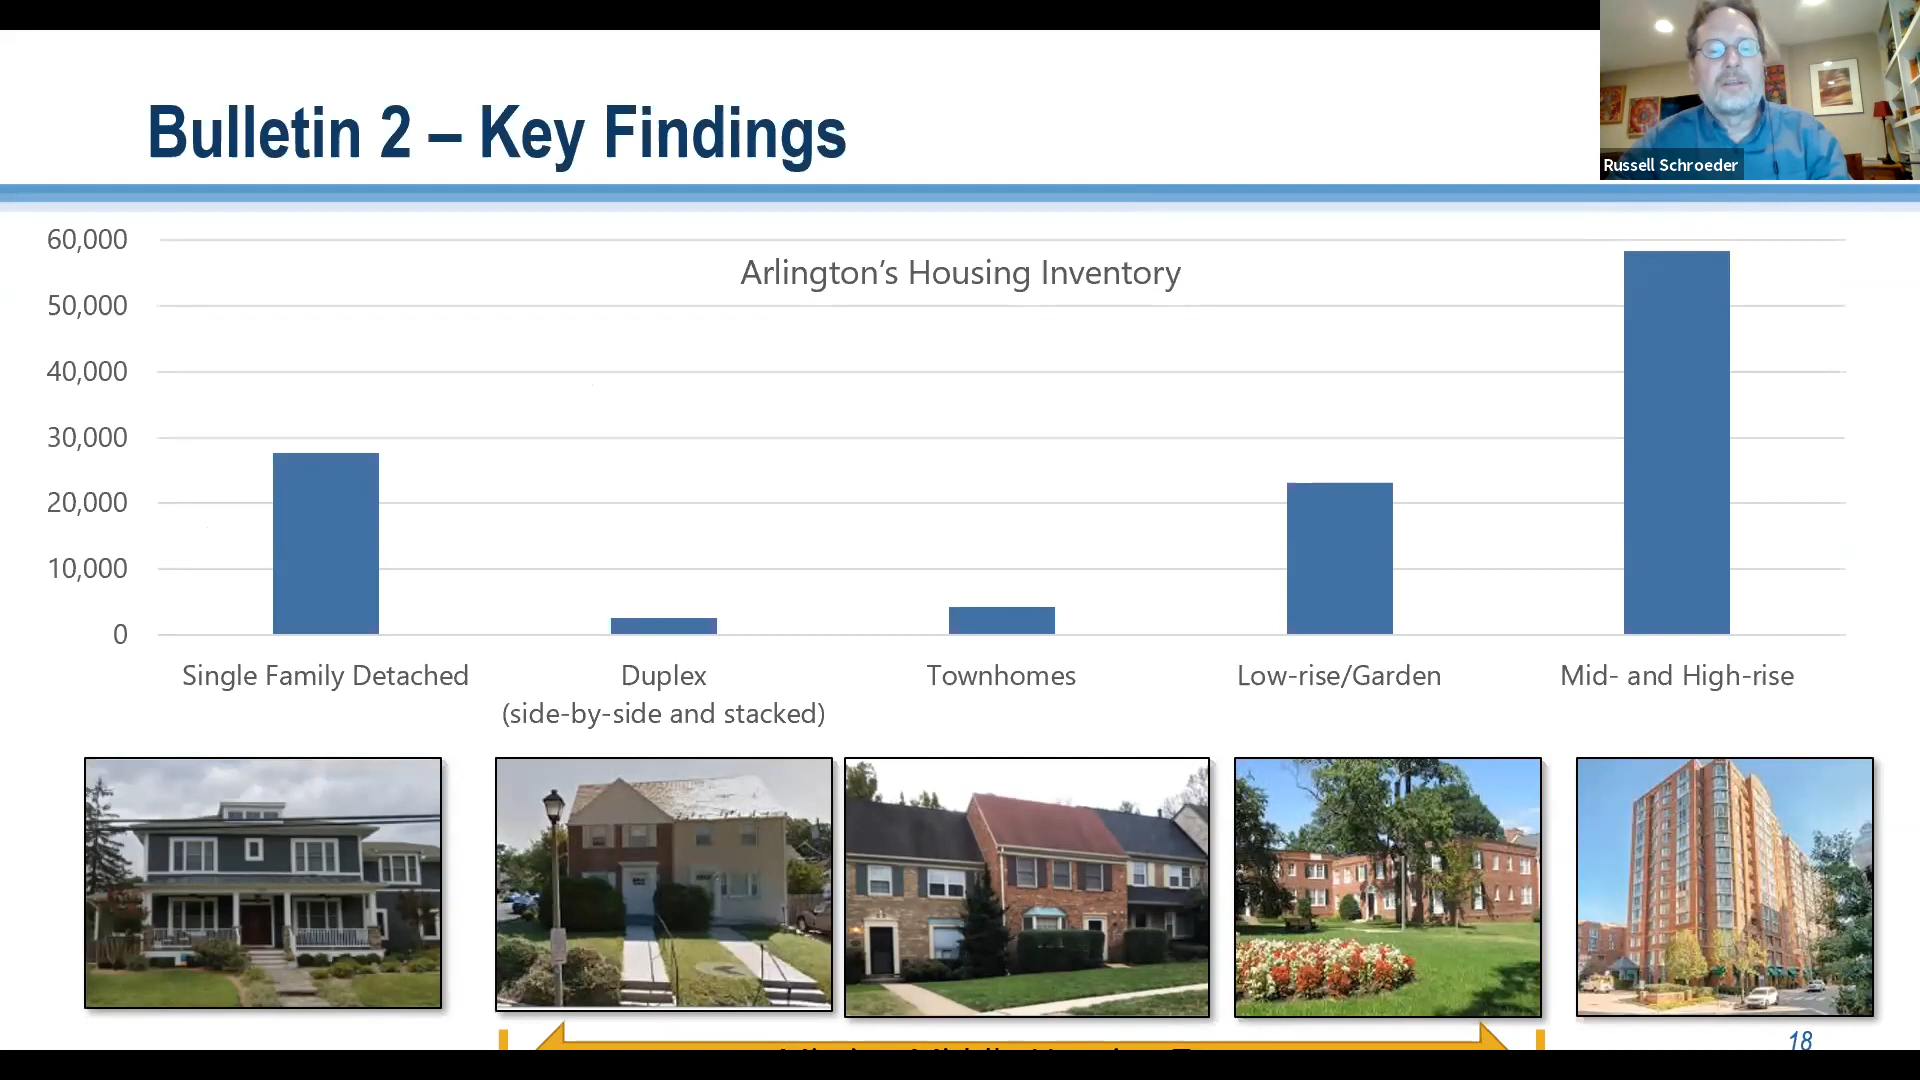 Bulletin 2 – Key Findings
Russell Schroeder
Arlington's Housing Inventory
60,000
50,000
40,000
30,000
20,000
10,000
0
Single Family Detached
Duplex
(side-by-side and stacked)
Townhomes
Low-rise/Garden
Mid- and High-rise
18